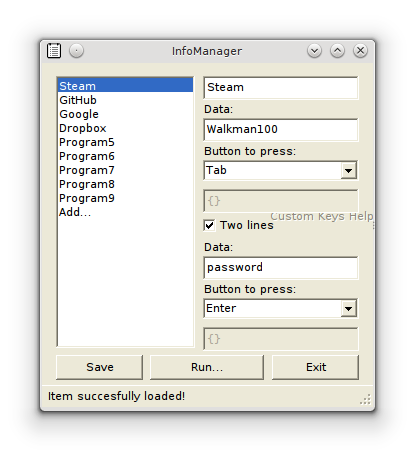 InfoManager
Steam
GitHub
Google
Dropbox
Program5
Program6
Program7
Program8
Program9
Add...
Steam
Data:
Walkman100
Button to press:
Tab
{}
Custom Keys Help
Two lines
Data:
password
Button to press:
Enter
{}
Save
Run...
Exit
Item succesfully loaded!